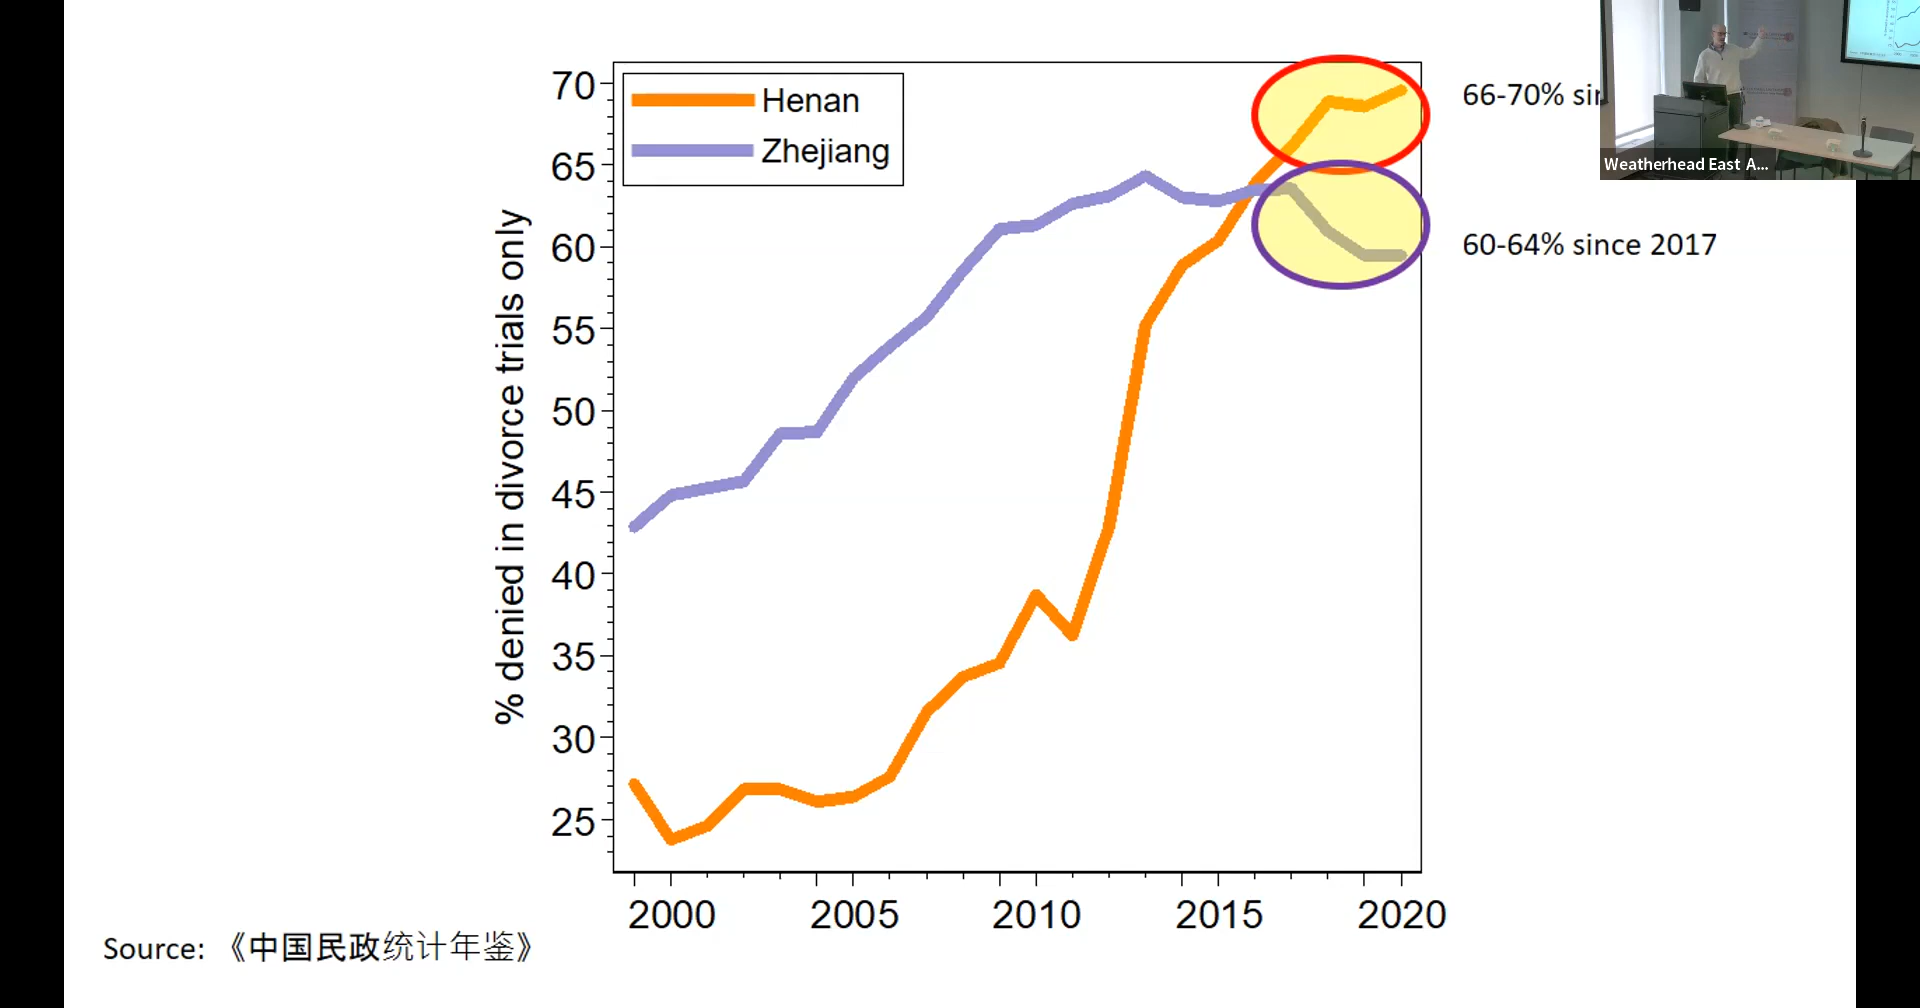 Henan
Zhejiang
70
65
60
55
50
45
40
35
30
25
% denied in divorce trials only
2000
2005
2010
2015
2020
66-70%
60-64% since 2017
Weatherhead East A...
Source: 《中国民政统计年鉴》